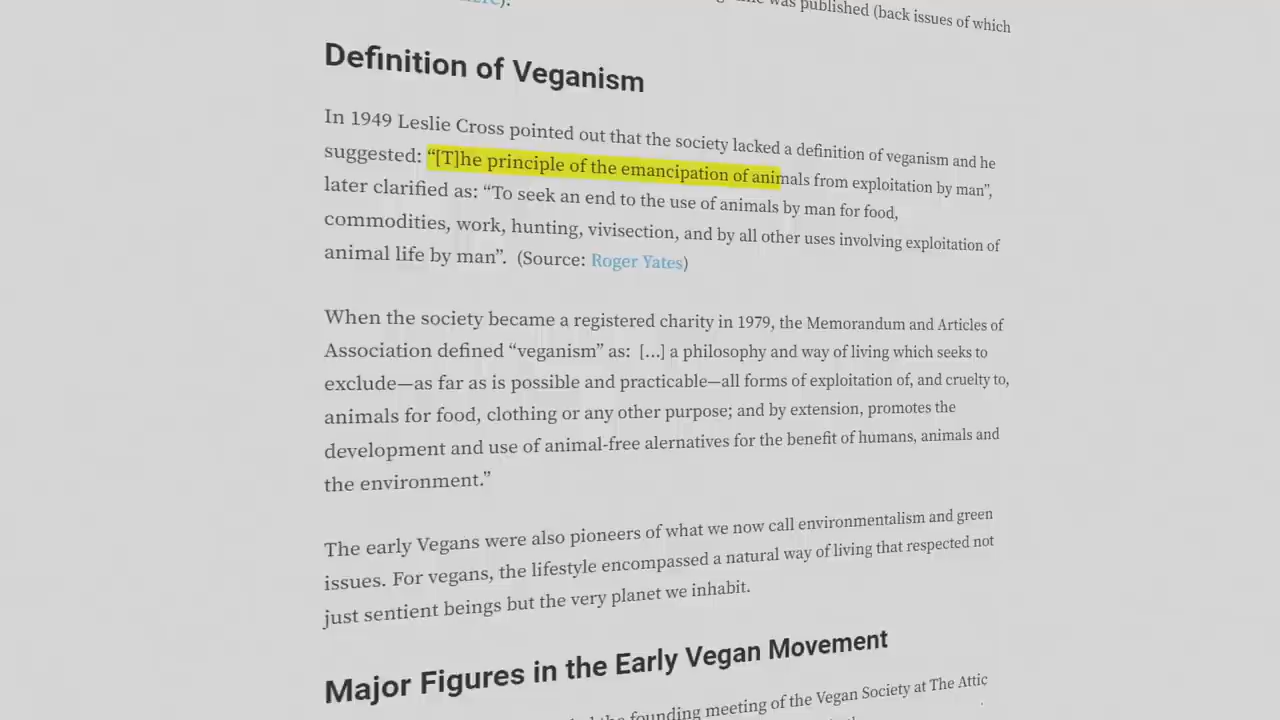 was published (back issues of which
Definition of Veganism
In 1949 Leslie Cross pointed out that the society lacked a definition of veganism and he
suggested: “[T]he principle of the emancipation of animals from exploitation by man”,
later clarified as: “To seek an end to the use of animals by man for food,
commodities, work, hunting, vivisection, and by all other uses involving exploitation of
animal life by man”. (Source: Roger Yates)
When the society became a registered charity in 1979, the Memorandum and Articles of
Association defined “veganism” as: […] a philosophy and way of living which seeks to
exclude—as far as is possible and practicable—all forms of exploitation of, and cruelty to,
animals for food, clothing or any other purpose; and by extension, promotes the
development and use of animal-free alernatives for the benefit of humans, animals and
the environment.”
The early Vegans were also pioneers of what we now call environmentalism and green
issues. For vegans, the lifestyle encompassed a natural way of living that respected not
just sentient beings but the very planet we inhabit.
Major Figures in the Early Vegan Movement
the founding meeting of the Vegan Society at The Attic